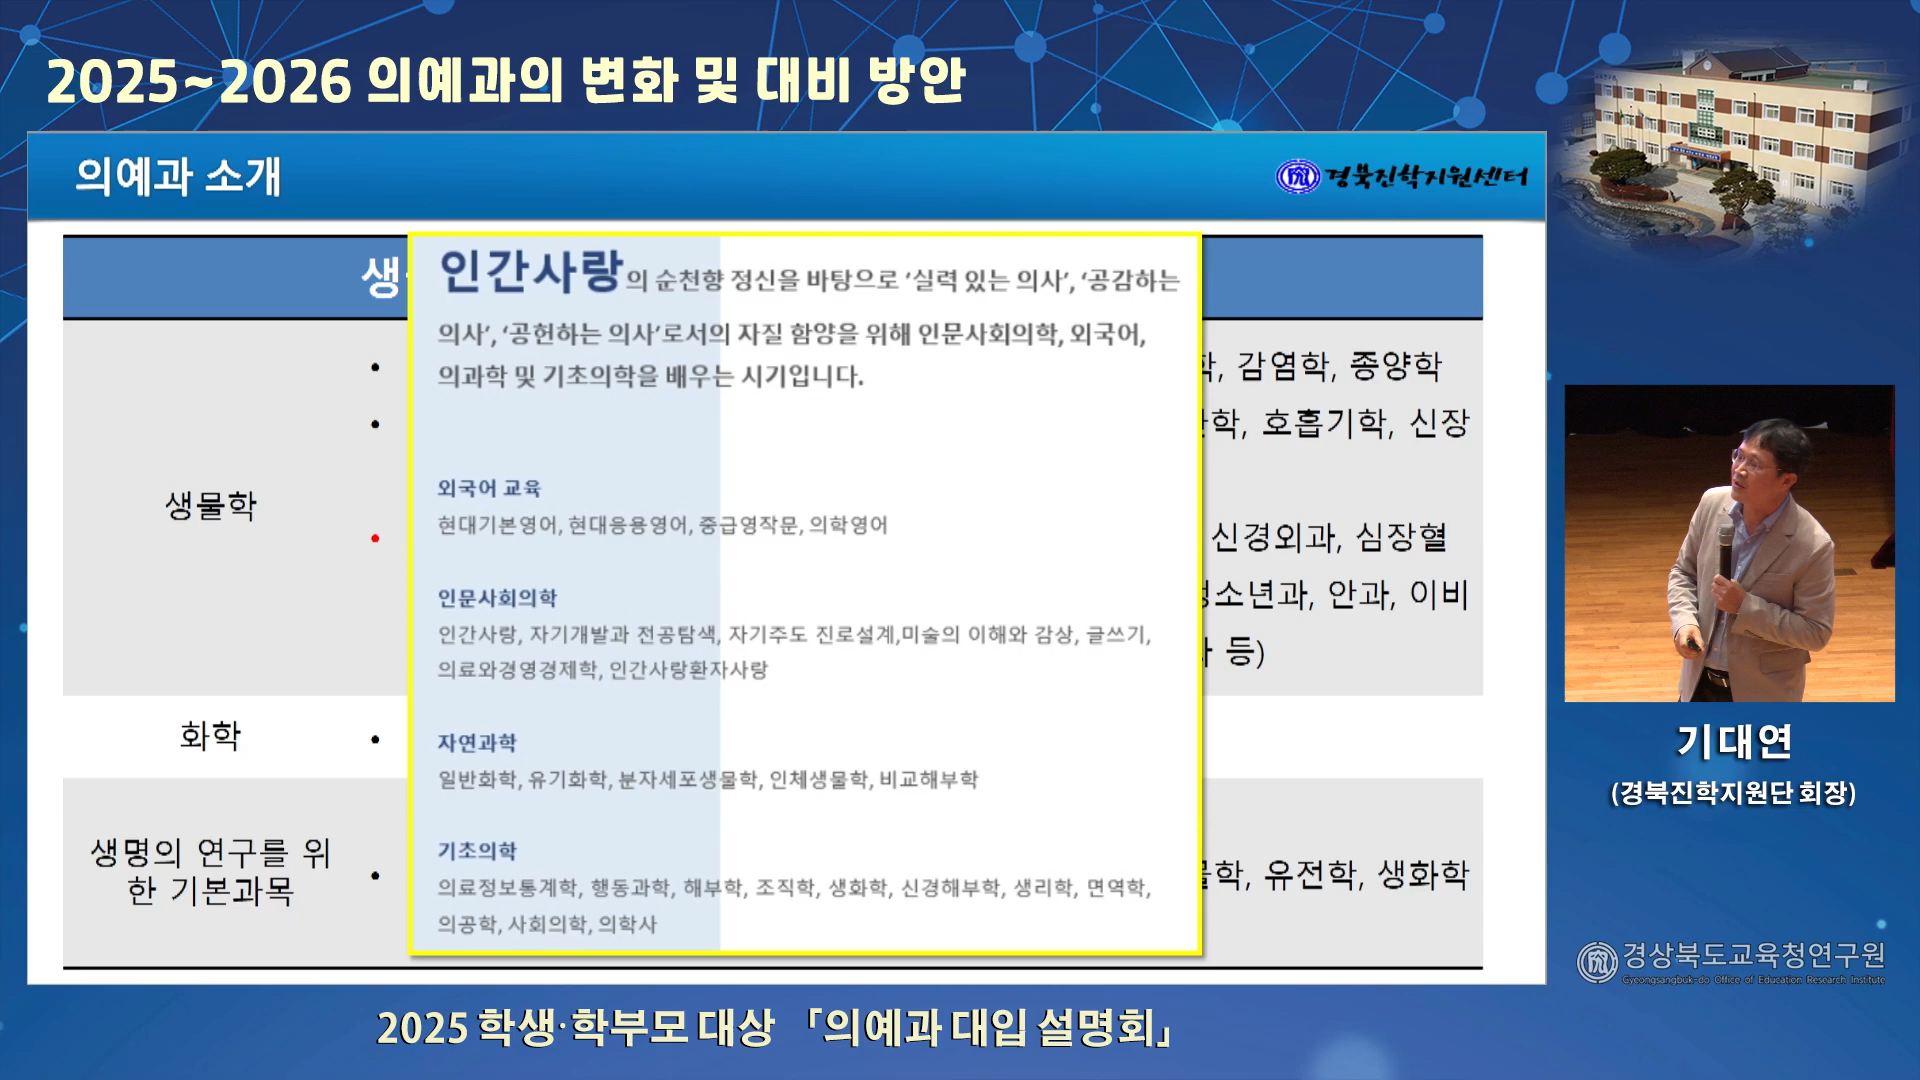 2025~2026 의예과의 변화 및 대비 방안
의예과 소개
경북진학지원센터
생
인간사랑의 순천향 정신을 바탕으로 ‘실력 있는 의사’, ‘공감하는
의사’, ‘공헌하는 의사’로서의 자질 함양을 위해 인문사회의학, 외국어,
의과학 및 기초의학을 배우는 시기입니다.
외국어 교육
현대기본영어, 현대응용영어, 중급영작문, 의학영어
인문사회의학
인간사랑, 자기개발과 전공탐색, 자기주도 진로설계,미술의 이해와 감상, 글쓰기,
의료와경영경제학, 인간사랑환자사랑
자연과학
일반화학, 유기화학, 분자세포생물학, 인체생물학, 비교해부학
기초의학
의료정보통계학, 행동과학, 해부학, 조직학, 생화학, 신경해부학, 생리학, 면역학,
의공학, 사회의학, 의학사
생물학
학, 감염학, 종양학
학, 호흡기학, 신장
신경외과, 심장혈
소년과, 안과, 이비
등)
화학
생명의 연구를 위
한 기본과목
학, 유전학, 생화학
기대연
(경북진학지원단 회장)
경상북도교육청연구원
Gyeongsangbuk-do Office of Education Research Institute
2025 학생·학부모 대상 「의예과 대입 설명회」